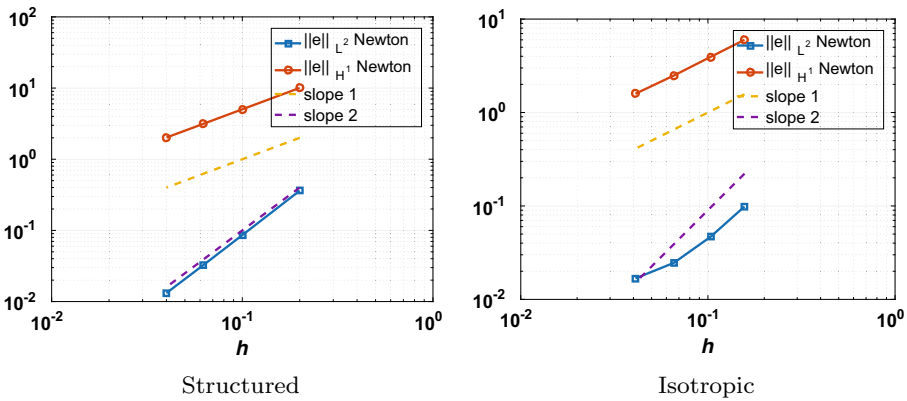 10^2
10^1
10^0
10^-1
10^-2
||e|| L^2 Newton
||e|| H^1 Newton
slope 1
slope 2
10^-2
10^-1
10^0
h
Structured
10^1
10^0
10^-1
10^-2
||e|| L^2 Newton
||e|| H^1 Newton
slope 1
slope 2
10^-2
10^-1
10^0
h
Isotropic